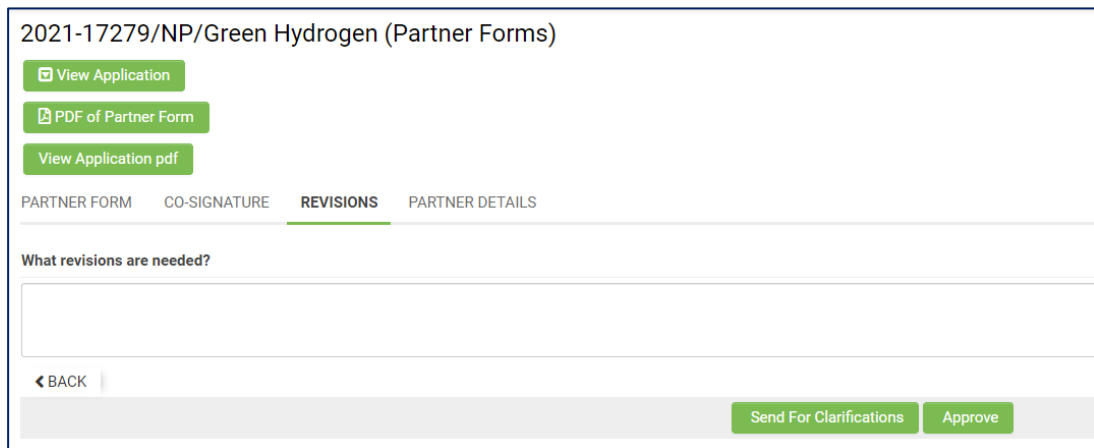 2021-17279/NP/Green Hydrogen (Partner Forms)
View Application
PDF of Partner Form
View Application pdf
PARTNER FORM CO-SIGNATURE REVISIONS PARTNER DETAILS
What revisions are needed?
BACK
Send For Clarifications Approve